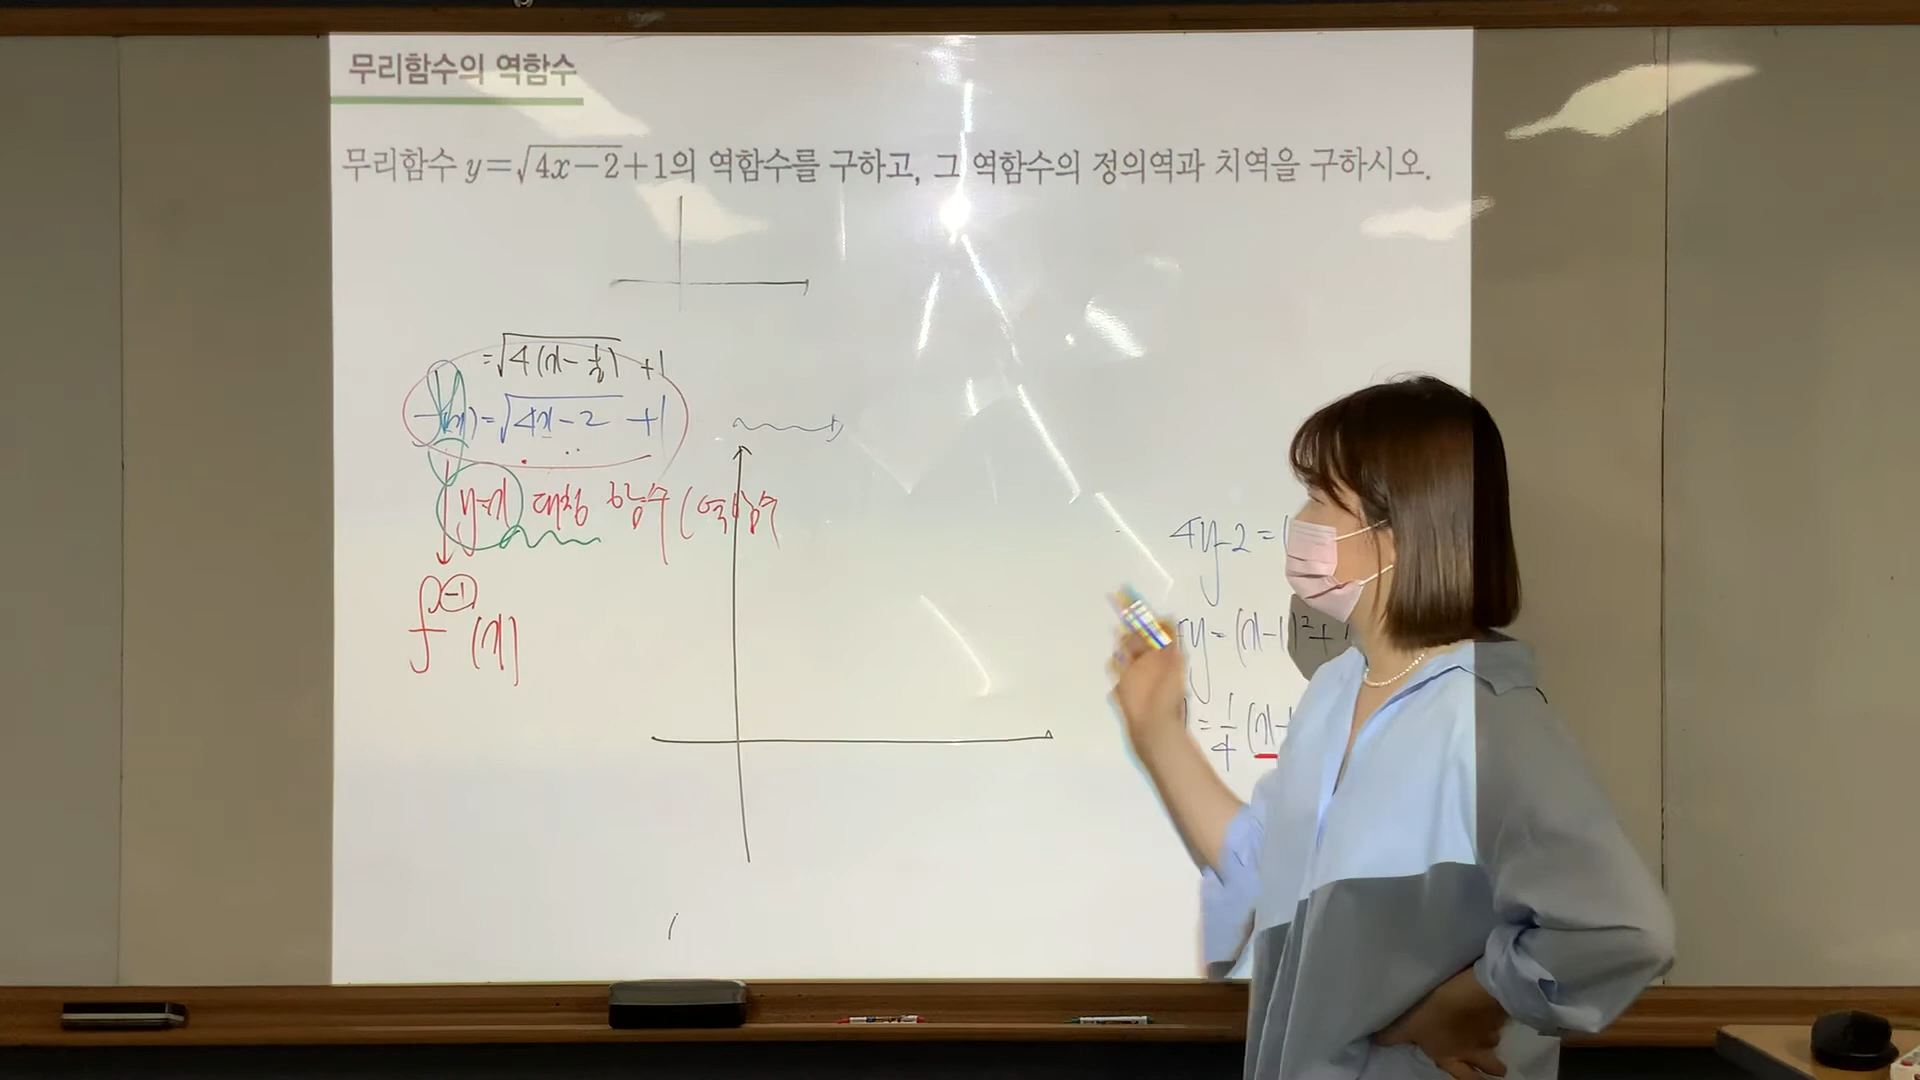 무리함수의 역함수
무리함수 y=√4x−2+1의 역함수를 구하고, 그 역함수의 정의역과 치역을 구하시오.
=√4(x−1/2) +1
f(x)=√4x−2 +1
y=x 대칭 함수 (역함수
f⁻¹(x)
4y−2=(
4y=(x−1)²+
=1/4(x−